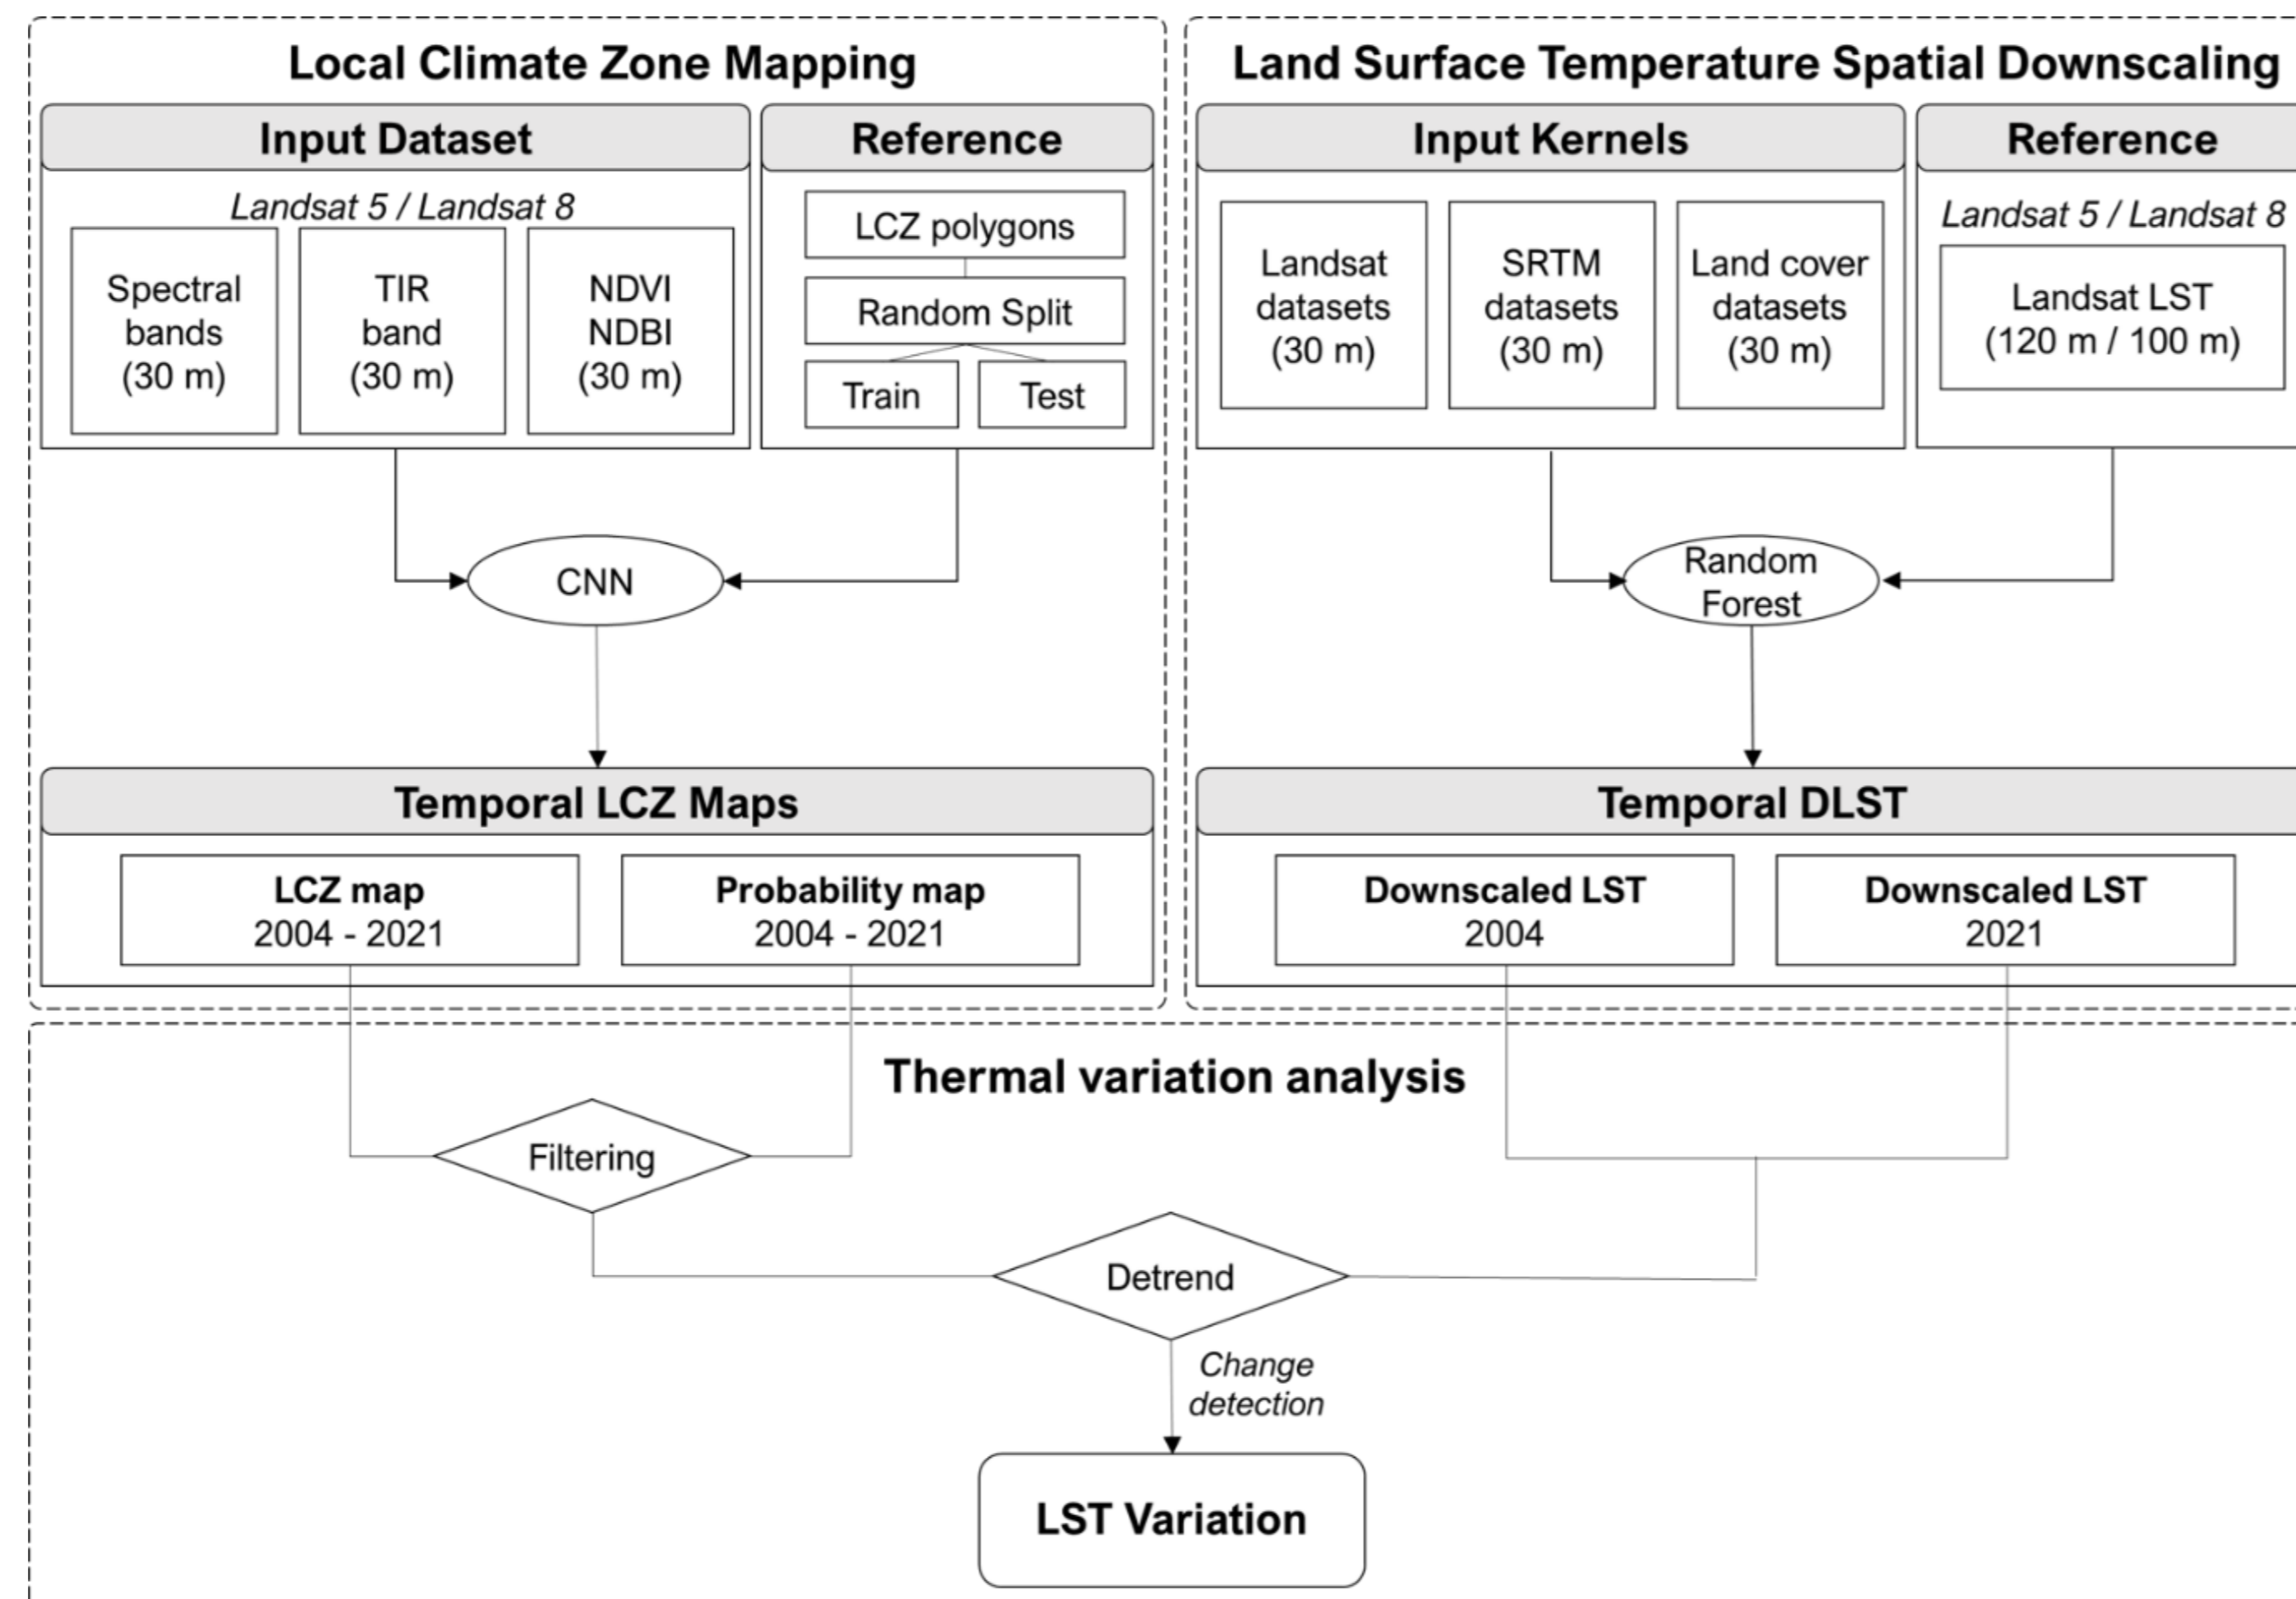 Local Climate Zone Mapping
Input Dataset
Landsat 5 / Landsat 8
Spectral
bands
(30 m)
TIR
band
(30 m)
NDVI
NDBI
(30 m)
Reference
LCZ polygons
Random Split
Train
Test
CNN
Temporal LCZ Maps
LCZ map
2004 - 2021
Probability map
2004 - 2021
Land Surface Temperature Spatial Downscaling
Input Kernels
Landsat
datasets
(30 m)
SRTM
datasets
(30 m)
Land cover
datasets
(30 m)
Reference
Landsat 5 / Landsat 8
Landsat LST
(120 m / 100 m)
Random
Forest
Temporal DLST
Downscaled LST
2004
Downscaled LST
2021
Thermal variation analysis
Filtering
Detrend
Change
detection
LST Variation